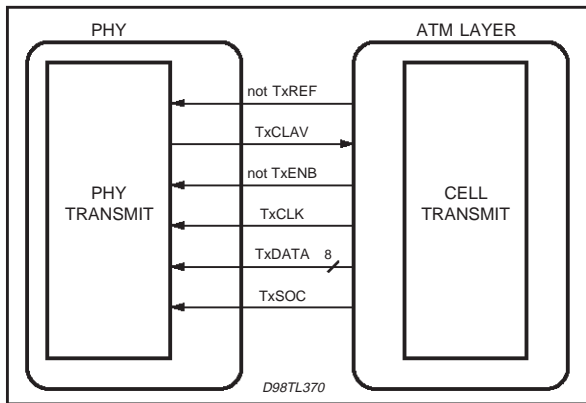 PHY
ATM LAYER
not TxREF
TxCLAV
not TxENB
PHY
TRANSMIT
CELL
TRANSMIT
TxCLK
TxDATA 8
TxSOC
D98TL370